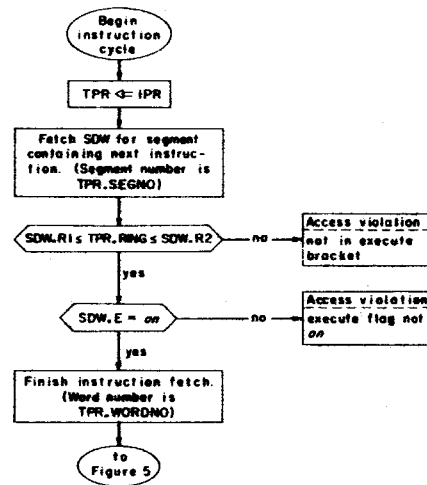 Begin
instruction
cycle
TPR ⇐ IPR
Fetch SDW for segment
containing next instruc-
tion. (Segment number is
TPR.SEGNO)
SDW.R1 ≤ TPR.RING ≤ SDW.R2
no
Access violation
not in execute
bracket
yes
SDW.E = on
no
Access violation
execute flag not
on
yes
Finish instruction fetch.
(Word number is
TPR.WORDNO)
to
Figure 5